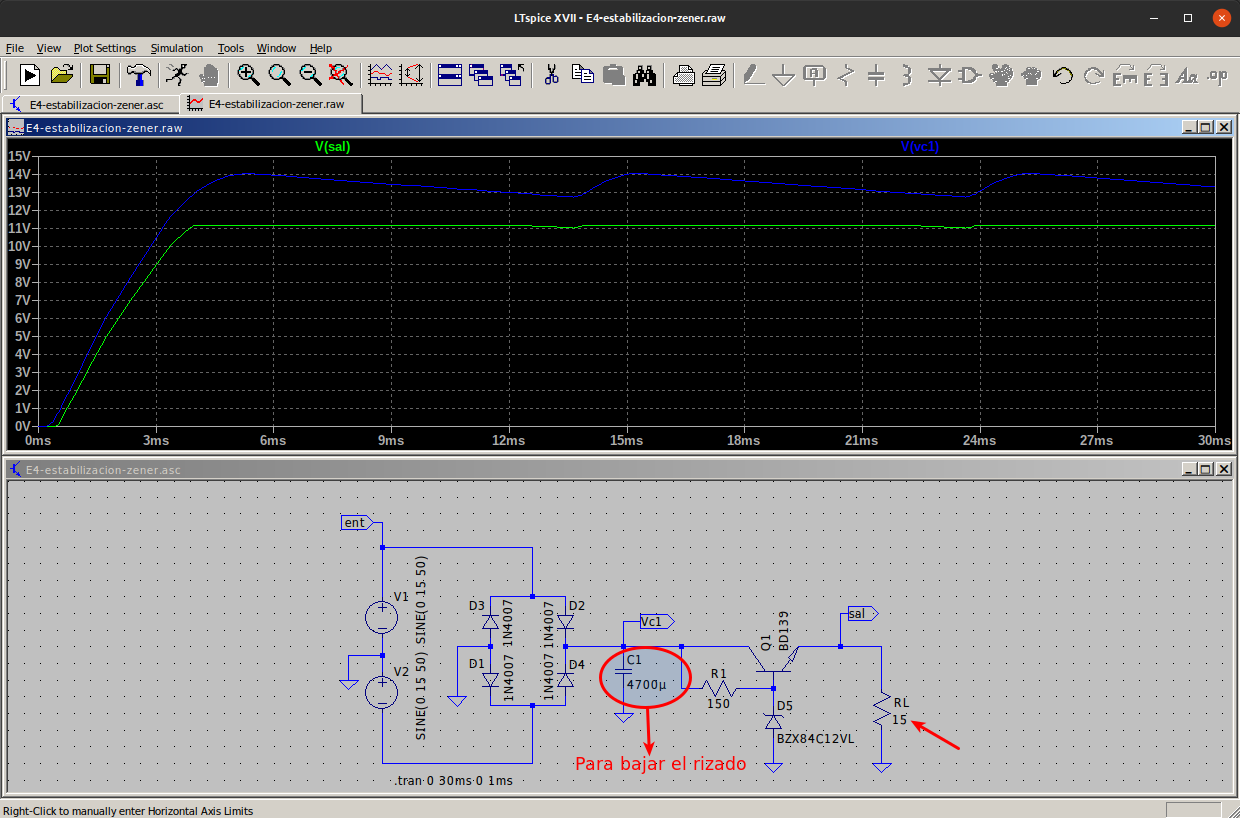 LTspice XVII - E4-estabilizacion-zener.raw
File View Plot Settings Simulation Tools Window Help
E4-estabilizacion-zener.asc E4-estabilizacion-zener.raw
E4-estabilizacion-zener.raw
V(sal) V(vc1)
15V
14V
13V
12V
11V
10V
9V
8V
7V
6V
5V
4V
3V
2V
1V
0V
0ms 3ms 6ms 9ms 12ms 15ms 18ms 21ms 24ms 27ms 30ms
E4-estabilizacion-zener.asc
ent
V1
SINE(0 15 50)
V2
SINE(0 15 50)
D3
1N4007
D2
1N4007
D1
1N4007
D4
1N4007
Vc1
C1
4700µ
R1
150
Q1
BD139
D5
BZX84C12VL
sal
RL
15
Para bajar el rizado
.tran 0 30ms 0 1ms
Right-Click to manually enter Horizontal Axis Limits